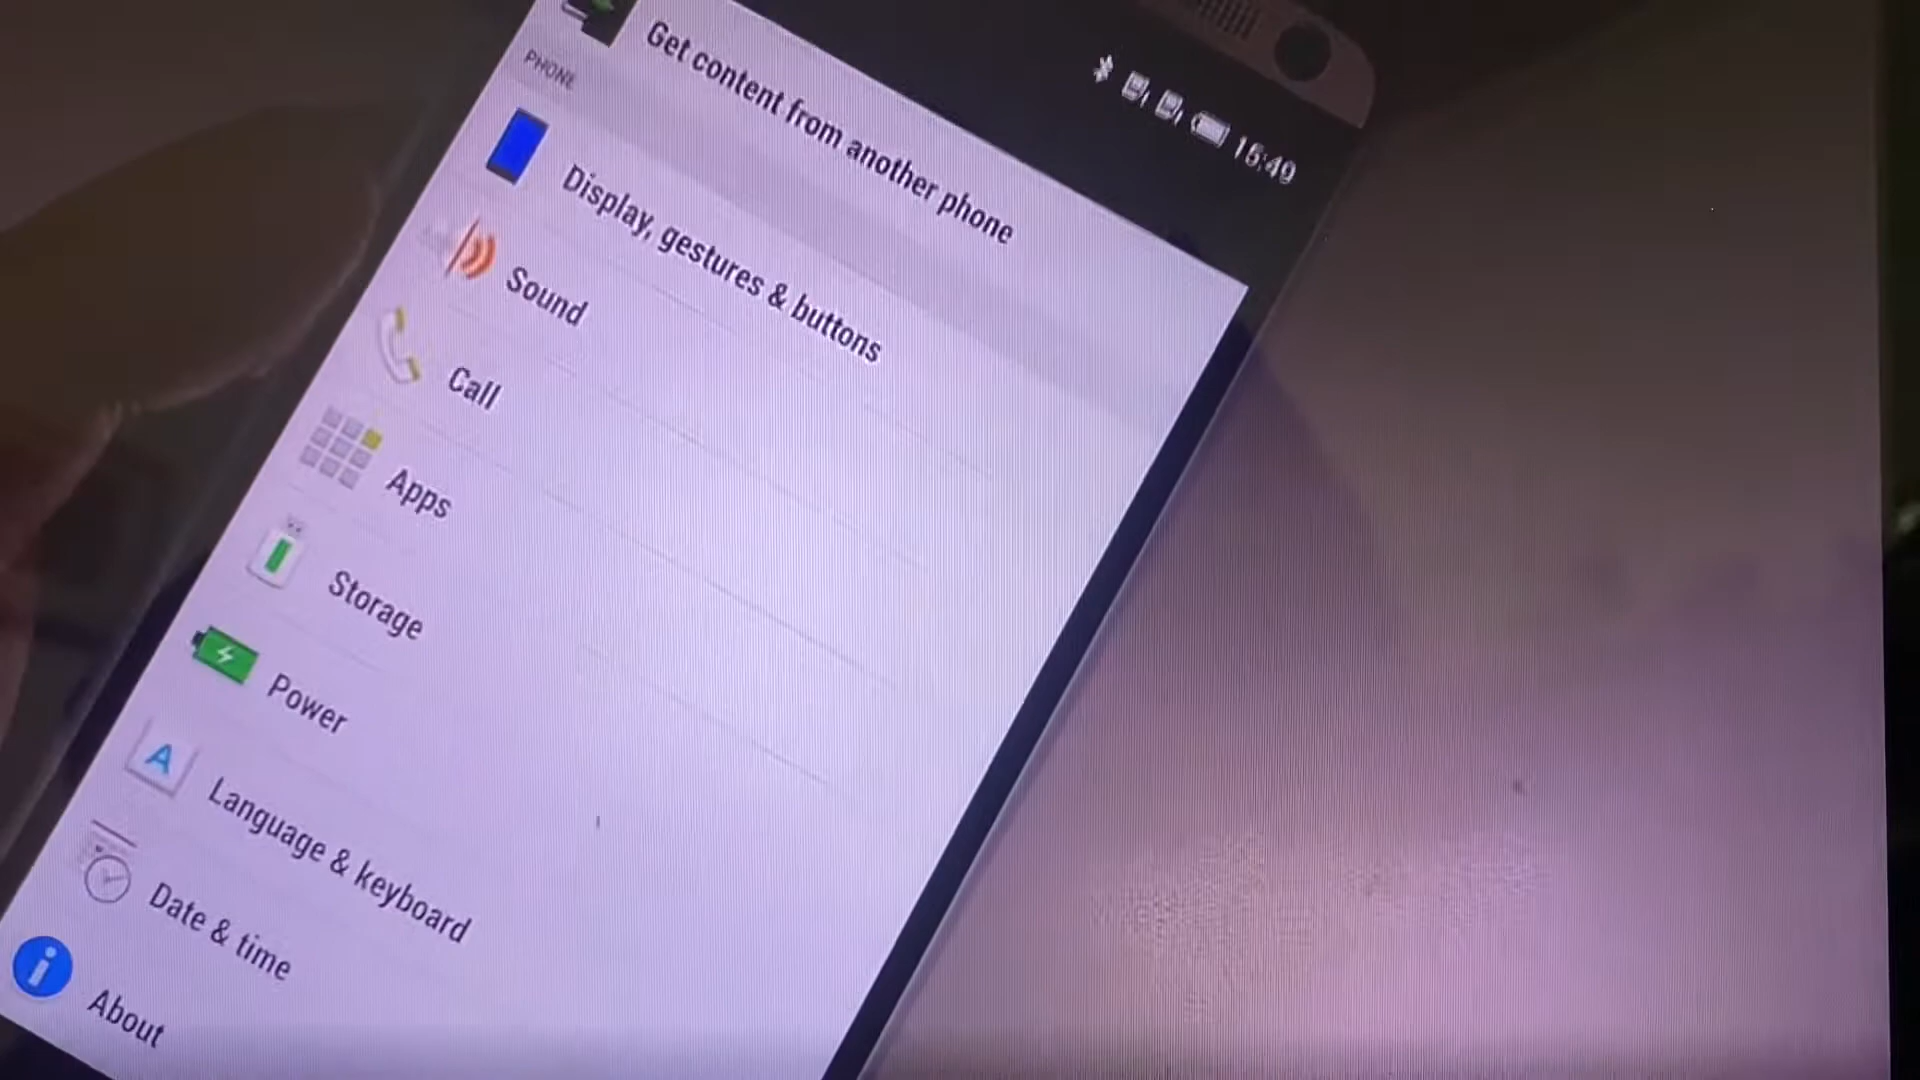 15:49
Get content from another phone
PHONE
Display, gestures & buttons
Sound
Call
Apps
Storage
Power
A
Language & keyboard
Date & time
i
About